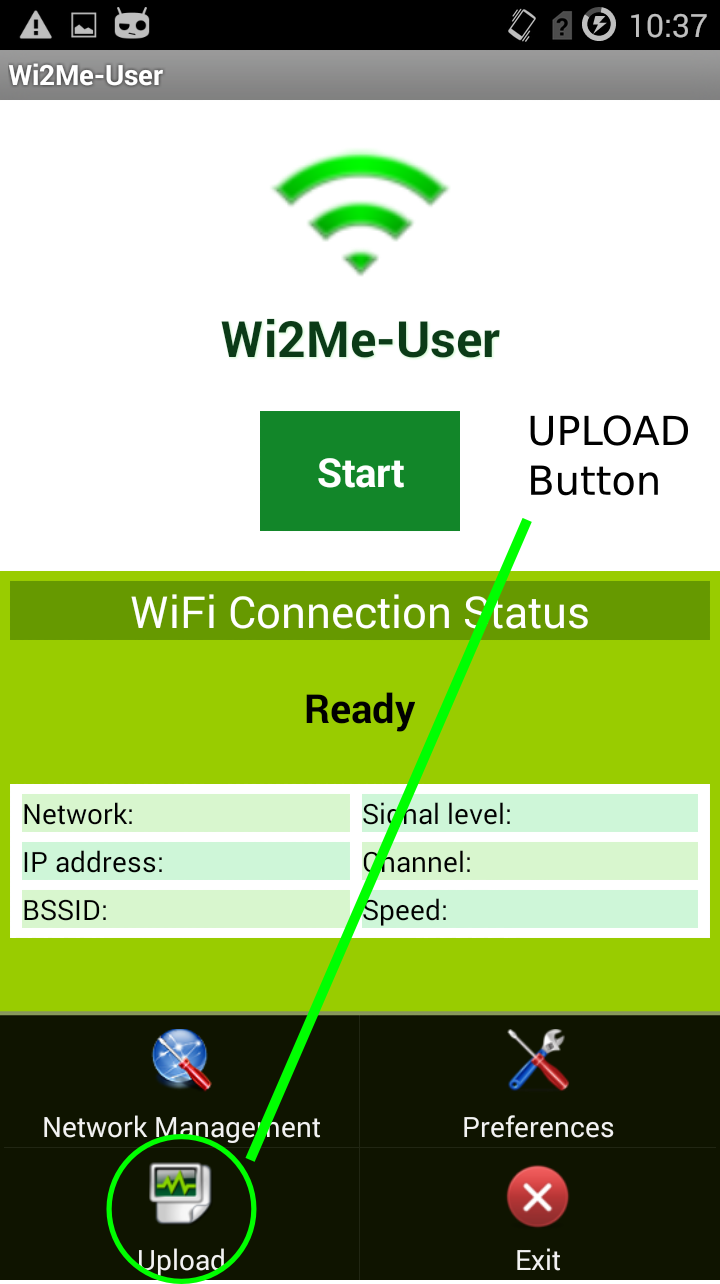 10:37
Wi2Me-User
Wi2Me-User
Start
UPLOAD
Button
WiFi Connection Status
Ready
Network:
Signal level:
IP address:
Channel:
BSSID:
Speed:
Network Management
Preferences
Upload
Exit